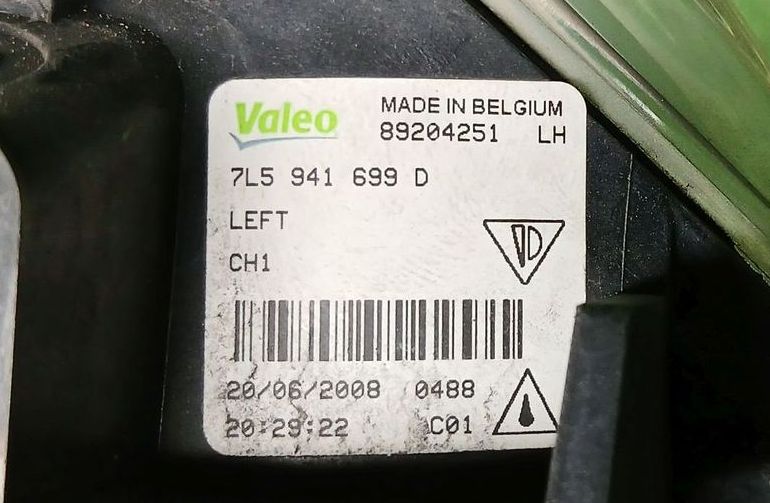 Valeo MADE IN BELGIUM
89204251 LH
7L5 941 699 D
LEFT
CH1
20/06/2008 0488
20:29:22 C01